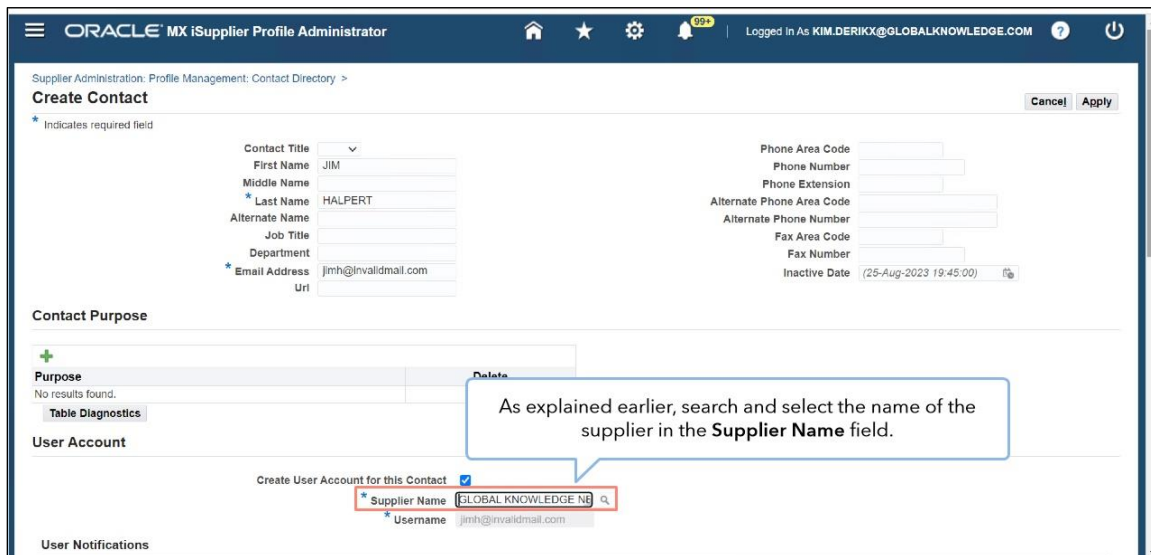 ORACLE MX iSupplier Profile Administrator
99+
Logged In As KIM.DERIKX@GLOBALKNOWLEDGE.COM
?
Supplier Administration: Profile Management: Contact Directory >
Create Contact
Cancel Apply
* Indicates required field
Contact Title
First Name JIM
Middle Name
* Last Name HALPERT
Alternate Name
Job Title
Department
* Email Address jimh@invalidmail.com
Url
Phone Area Code
Phone Number
Phone Extension
Alternate Phone Area Code
Alternate Phone Number
Fax Area Code
Fax Number
Inactive Date (25-Aug-2023 19:45:00)
Contact Purpose
Purpose Delete
No results found.
Table Diagnostics
As explained earlier, search and select the name of the
supplier in the Supplier Name field.
User Account
Create User Account for this Contact
* Supplier Name GLOBAL KNOWLEDGE NE
* Username jimh@invalidmail.com
User Notifications